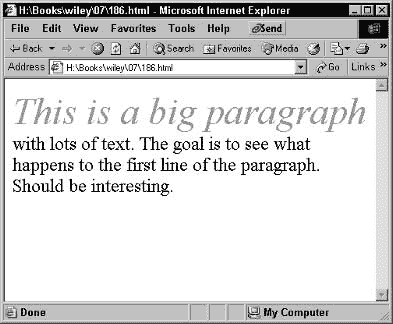 H:\Books\wiley\07\186.html - Microsoft Internet Explorer
File Edit View Favorites Tools Help Send
Back Search Favorites Media »
Address H:\Books\wiley\07\186.html Go Links »
This is a big paragraph
with lots of text. The goal is to see what
happens to the first line of the paragraph.
Should be interesting.
Done My Computer